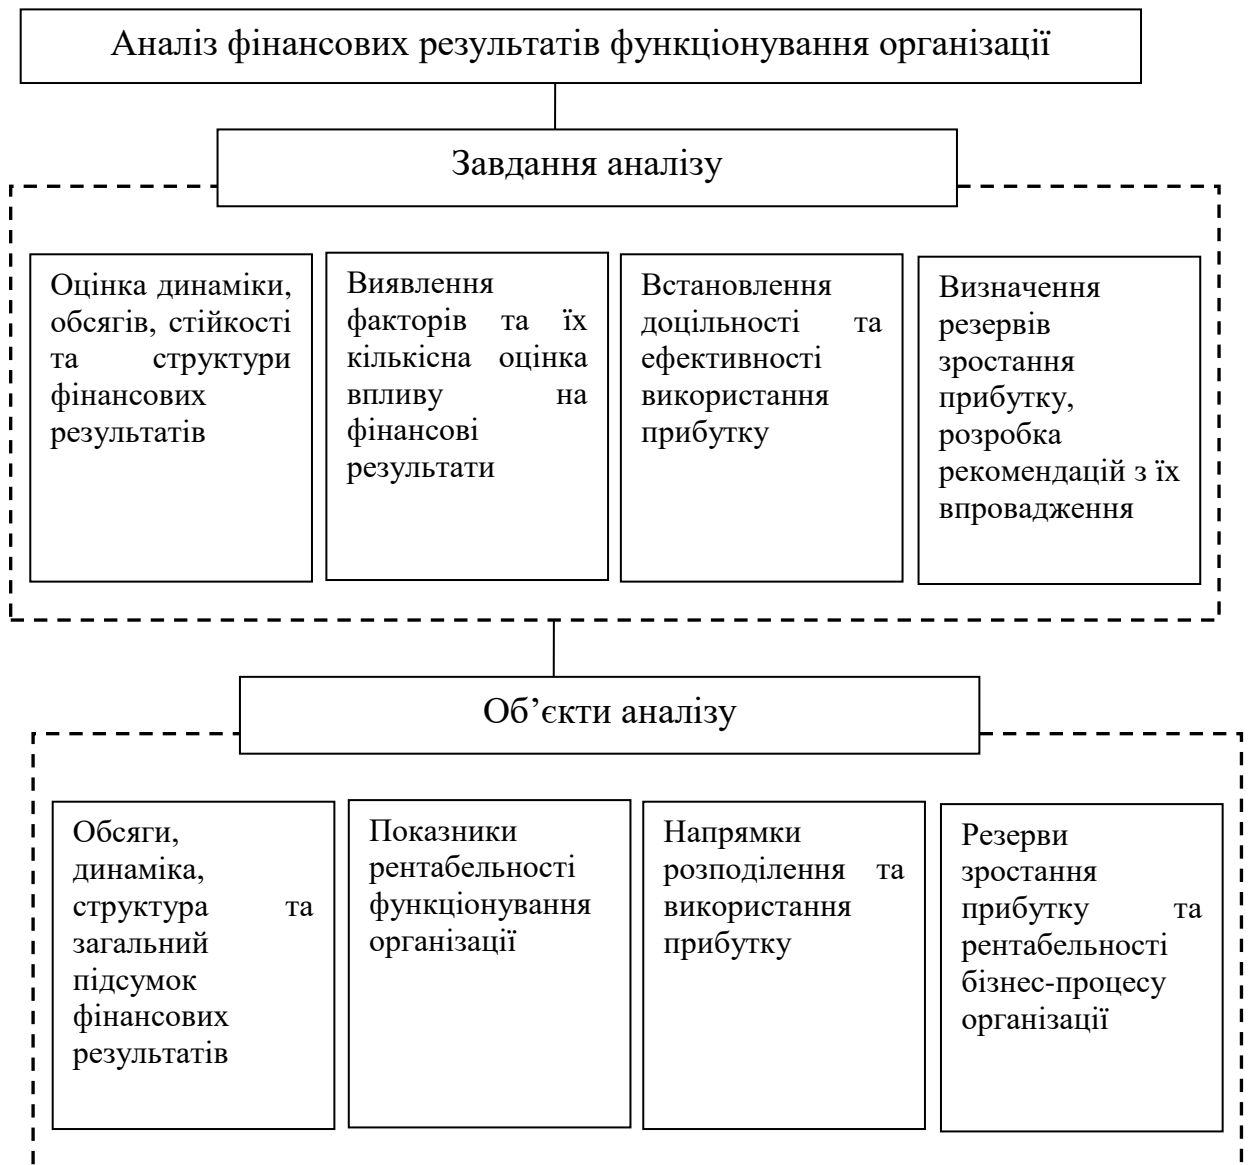 Аналіз фінансових результатів функціонування організації
Завдання аналізу
Оцінка динаміки,
обсягів, стійкості
та структури
фінансових
результатів
Виявлення
факторів та їх
кількісна оцінка
впливу на
фінансові
результати
Встановлення
доцільності та
ефективності
використання
прибутку
Визначення
резервів
зростання
прибутку,
розробка
рекомендацій з їх
впровадження
Об’єкти аналізу
Обсяги,
динаміка,
структура та
загальний
підсумок
фінансових
результатів
Показники
рентабельності
функціонування
організації
Напрямки
розподілення та
використання
прибутку
Резерви
зростання
прибутку та
рентабельності
бізнес-процесу
організації